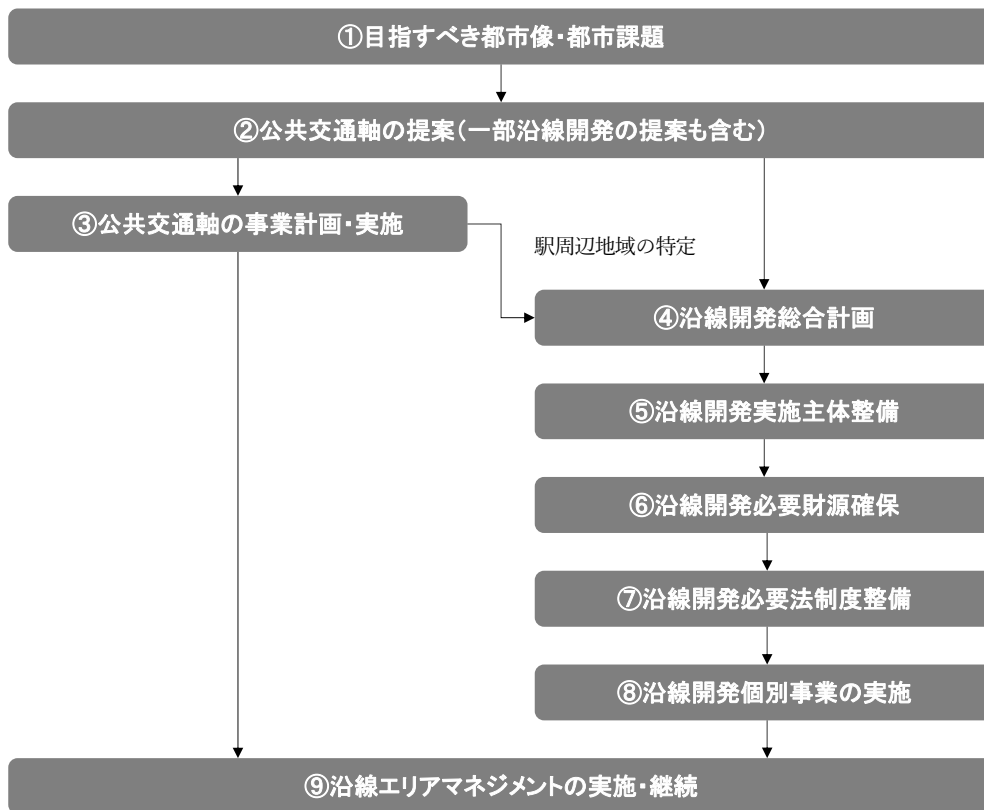 ①目指すべき都市像・都市課題
②公共交通軸の提案（一部沿線開発の提案も含む）
③公共交通軸の事業計画・実施
駅周辺地域の特定
④沿線開発総合計画
⑤沿線開発実施主体整備
⑥沿線開発必要財源確保
⑦沿線開発必要法制度整備
⑧沿線開発個別事業の実施
⑨沿線エリアマネジメントの実施・継続